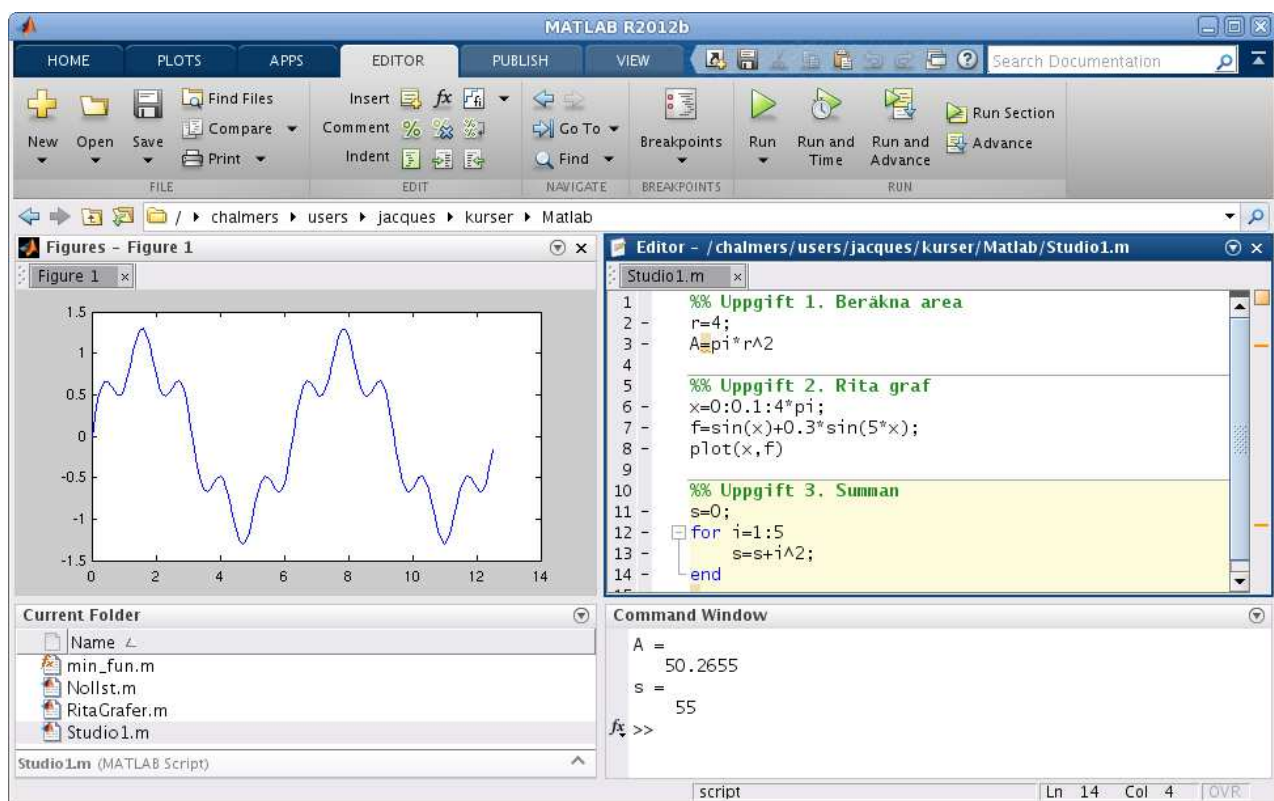 MATLAB R2012b
HOME PLOTS APPS EDITOR PUBLISH VIEW Search Documentation
New Open Save Find Files Compare Print
FILE
Insert fx fi
Comment % %
Indent
EDIT
Go To
Find
NAVIGATE
Breakpoints
BREAKPOINTS
Run Run and Time Run and Advance Run Section Advance
RUN
/ chalmers users jacques kurser Matlab
Figures - Figure 1
Figure 1
1.5
1
0.5
0
-0.5
-1
-1.5
0 2 4 6 8 10 12 14
Editor - /chalmers/users/jacques/kurser/Matlab/Studio1.m
Studio1.m
1 %% Uppgift 1. Beräkna area
2 - r=4;
3 - A=pi*r^2
4
5 %% Uppgift 2. Rita graf
6 - x=0:0.1:4*pi;
7 - f=sin(x)+0.3*sin(5*x);
8 - plot(x,f)
9
10 %% Uppgift 3. Summan
11 - s=0;
12 - for i=1:5
13 - s=s+i^2;
14 - end
Current Folder
Name
min_fun.m
Nollst.m
RitaGrafer.m
Studio1.m
Studio1.m (MATLAB Script)
Command Window
A =
50.2655
s =
55
fx >>
script Ln 14 Col 4 OVR